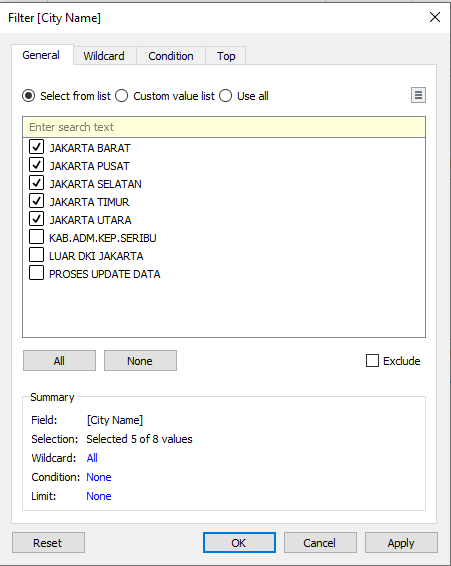 Filter [City Name]
General Wildcard Condition Top
Select from list Custom value list Use all
Enter search text
JAKARTA BARAT
JAKARTA PUSAT
JAKARTA SELATAN
JAKARTA TIMUR
JAKARTA UTARA
KAB.ADM.KEP.SERIBU
LUAR DKI JAKARTA
PROSES UPDATE DATA
All None Exclude
Summary
Field: [City Name]
Selection: Selected 5 of 8 values
Wildcard: All
Condition: None
Limit: None
Reset OK Cancel Apply